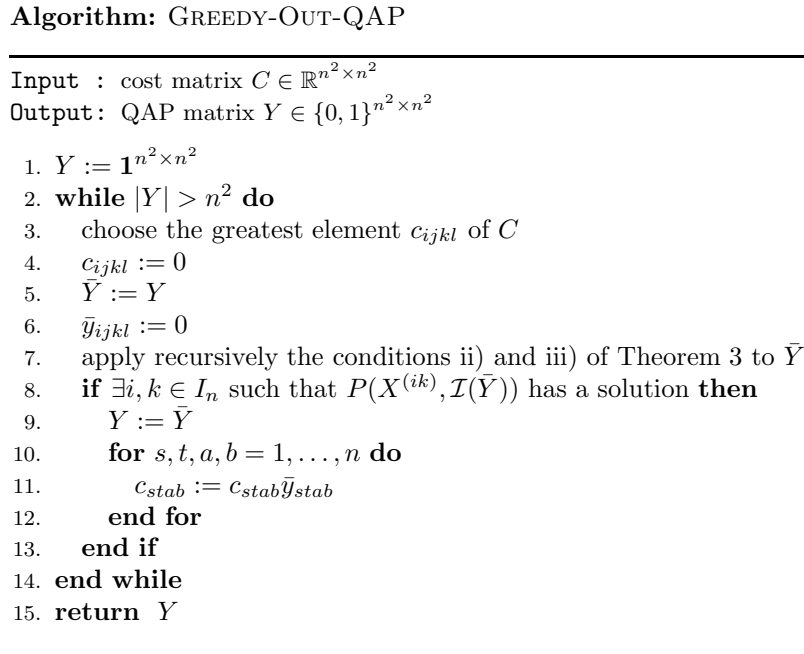 Algorithm: GREEDY-OUT-QAP
Input : cost matrix C ∈ ℝ^{n²×n²}
Output: QAP matrix Y ∈ {0, 1}^{n²×n²}
1. Y := 𝟏^{n²×n²}
2. while |Y| > n² do
3. choose the greatest element c_{ijkl} of C
4. c_{ijkl} := 0
5. Ȳ := Y
6. ȳ_{ijkl} := 0
7. apply recursively the conditions ii) and iii) of Theorem 3 to Ȳ
8. if ∃i, k ∈ I_n such that P(X^{(ik)}, ℐ(Ȳ)) has a solution then
9. Y := Ȳ
10. for s, t, a, b = 1, . . . , n do
11. c_{stab} := c_{stab}ȳ_{stab}
12. end for
13. end if
14. end while
15. return Y